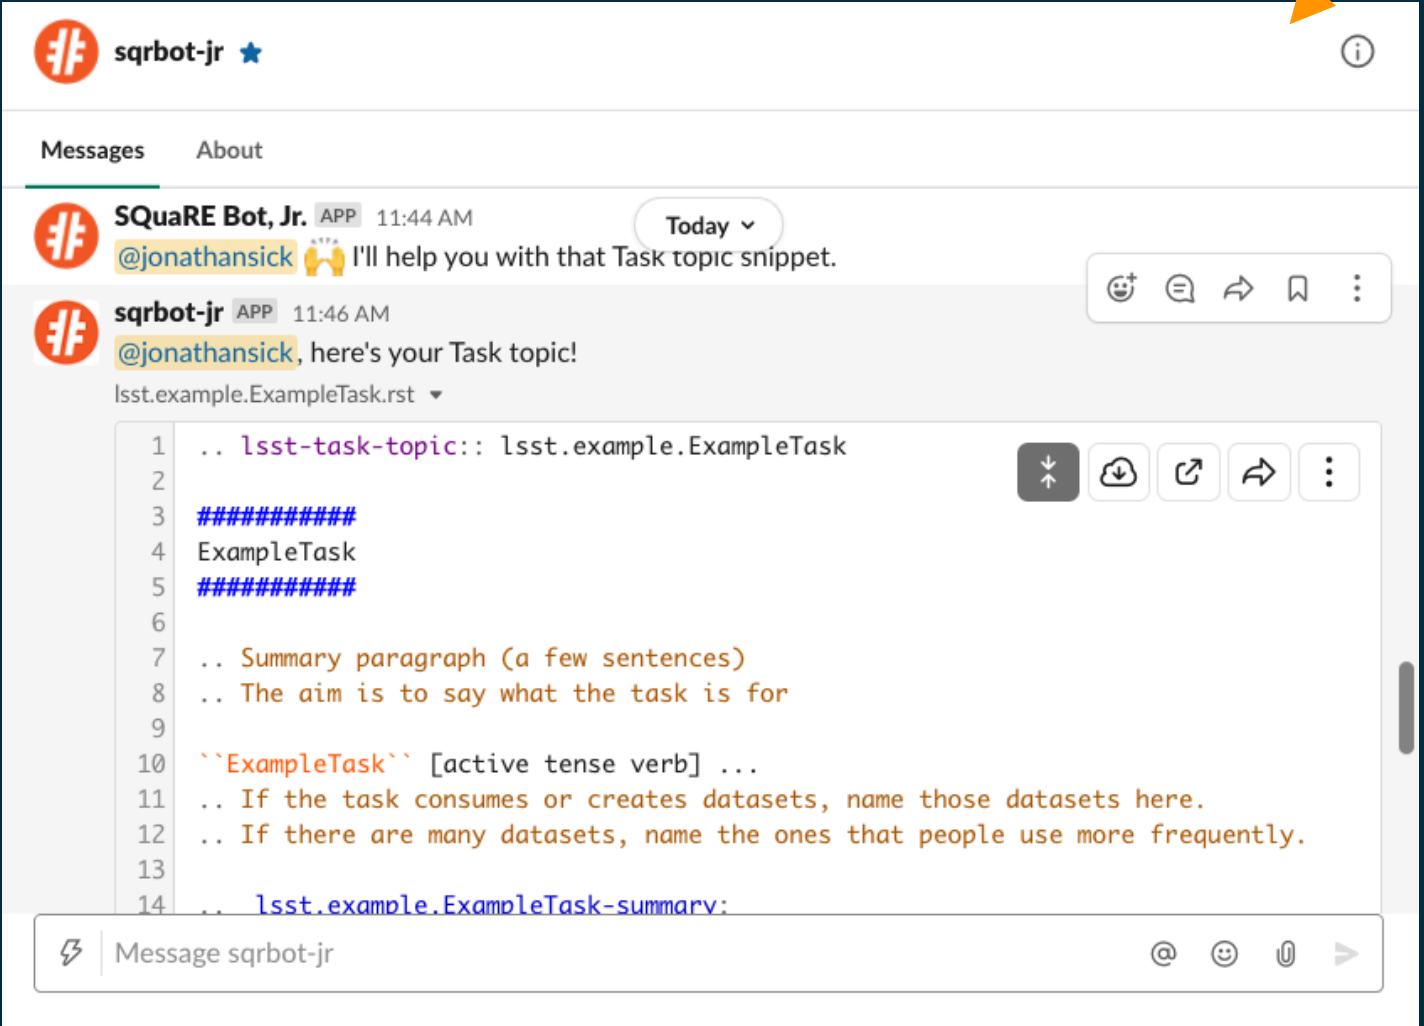 sqrbot-jr
Messages About
SQuaRE Bot, Jr. APP 11:44 AM
Today
@jonathansick I'll help you with that Task topic snippet.
sqrbot-jr APP 11:46 AM
@jonathansick, here's your Task topic!
lsst.example.ExampleTask.rst
1 .. lsst-task-topic:: lsst.example.ExampleTask
2
3 ###########
4 ExampleTask
5 ###########
6
7 .. Summary paragraph (a few sentences)
8 .. The aim is to say what the task is for
9
10 ``ExampleTask`` [active tense verb] ...
11 .. If the task consumes or creates datasets, name those datasets here.
12 .. If there are many datasets, name the ones that people use more frequently.
13
14 .. lsst.example.ExampleTask-summary:
Message sqrbot-jr